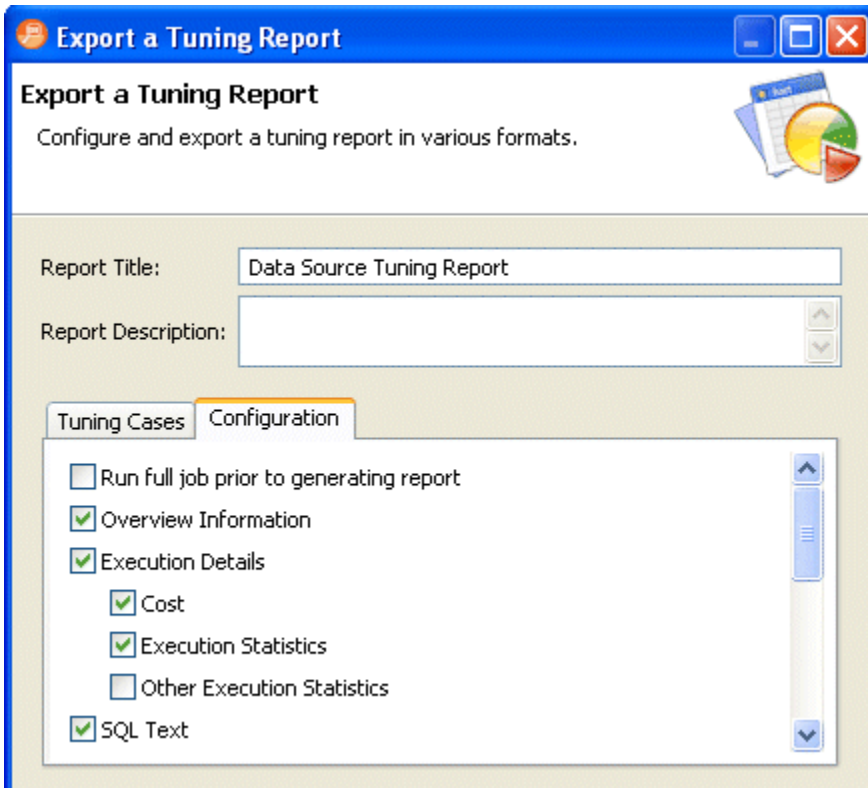 Export a Tuning Report
Export a Tuning Report
Configure and export a tuning report in various formats.
Report Title:
Data Source Tuning Report
Report Description:
Tuning Cases
Configuration
Run full job prior to generating report
Overview Information
Execution Details
Cost
Execution Statistics
Other Execution Statistics
SQL Text